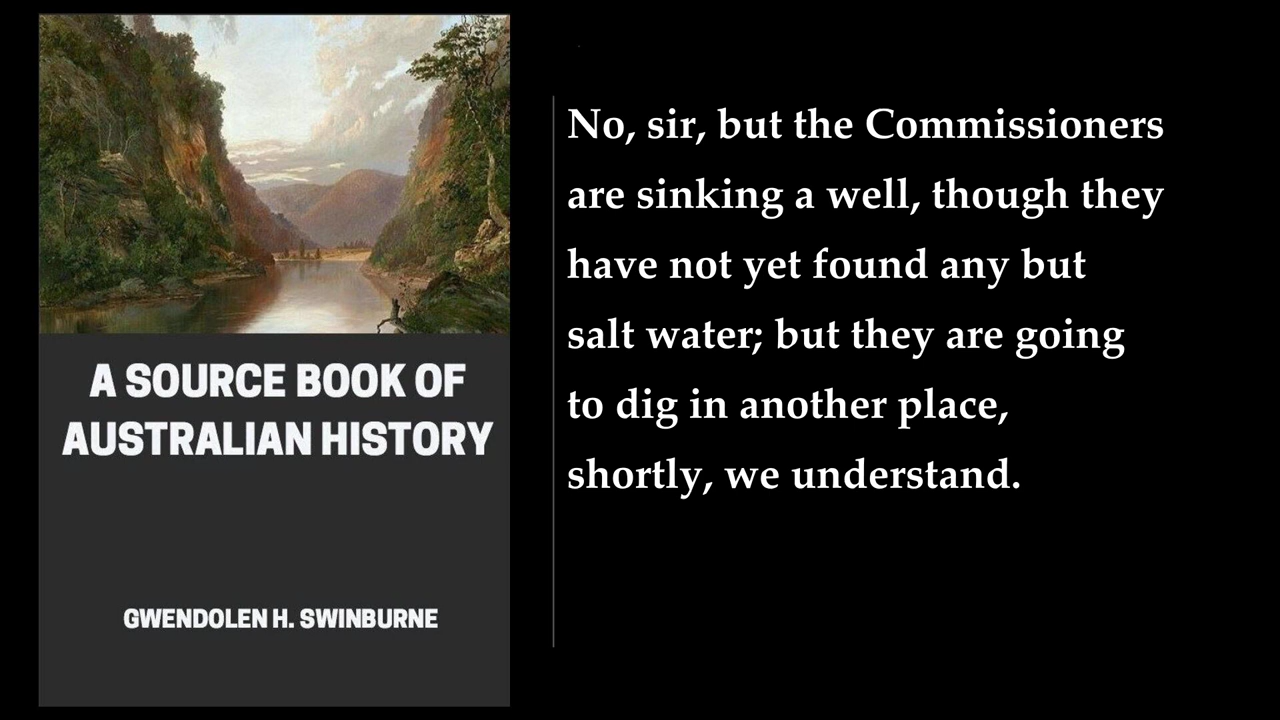 A SOURCE BOOK OF
AUSTRALIAN HISTORY
GWENDOLEN H. SWINBURNE
No, sir, but the Commissioners
are sinking a well, though they
have not yet found any but
salt water; but they are going
to dig in another place,
shortly, we understand.